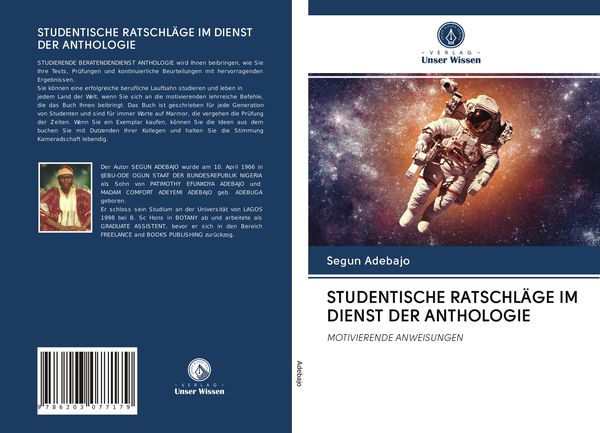 STUDENTISCHE RATSCHLÄGE IM DIENST
DER ANTHOLOGIE
STUDIERENDE BERATENDENDIENST ANTHOLOGIE wird Ihnen beibringen, wie Sie
Ihre Tests, Prüfungen und kontinuierliche Beurteilungen mit hervorragenden
Ergebnissen.
Sie können eine erfolgreiche berufliche Laufbahn studieren und leben in
jedem Land der Welt, wenn Sie sich an die motivierenden lehrreiche Befehle,
die das Buch Ihnen beibringt. Das Buch ist geschrieben für jede Generation
von Studenten und sind für immer Worte auf Marmor, die vergehen die Prüfung
der Zeiten. Wenn Sie ein Exemplar kaufen, können Sie die Ideen aus dem
buchen Sie mit Dutzenden Ihrer Kollegen und halten Sie die Stimmung
Kameradschaft lebendig.
Der Autor SEGUN ADEBAJO wurde am 10. April 1966 in
IJEBU-ODE OGUN STAAT DER BUNDESREPUBLIK NIGERIA
als Sohn von PATIMOTHY EFUNKOYA ADEBAJO und
MADAM COMFORT ADEYEMI ADEBAJO geb. ADEBUGA
geboren.
Er schloss sein Studium an der Universität von LAGOS
1998 bei B. Sc Hons in BOTANY ab und arbeitete als
GRADUATE ASSISTENT, bevor er sich in den Bereich
FREELANCE and BOOKS PUBLISHING zurückzog.
9 786203 077179
VERLAG
Unser Wissen
Adebajo
VERLAG
Unser Wissen
Segun Adebajo
STUDENTISCHE RATSCHLÄGE IM
DIENST DER ANTHOLOGIE
MOTIVIERENDE ANWEISUNGEN